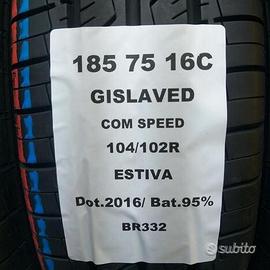 185 75 16C
GISLAVED
COM SPEED
104/102R
ESTIVA
Dot.2016/ Bat.95%
BR332
subito